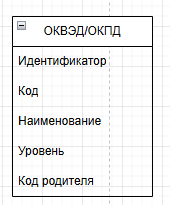 ОКВЭД/ОКПД
Идентификатор
Код
Наименование
Уровень
Код родителя